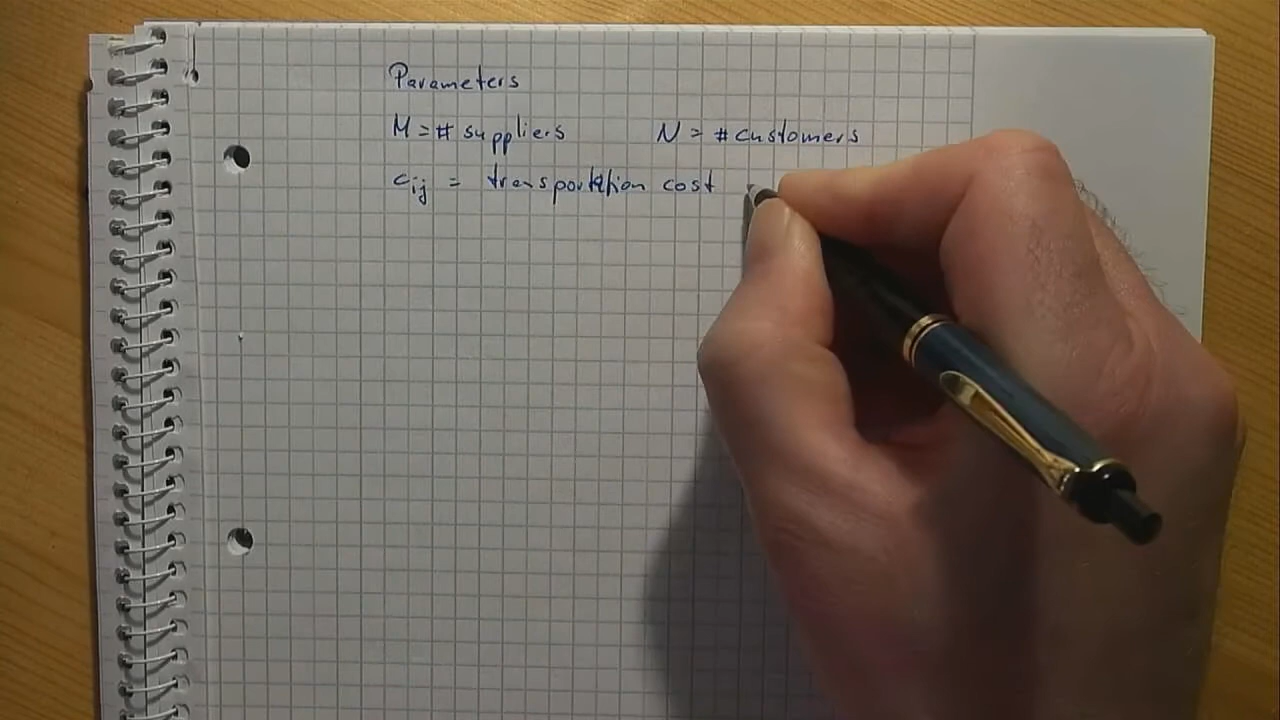 Parameters
M = # suppliers N = # customers
cij = transportation cost